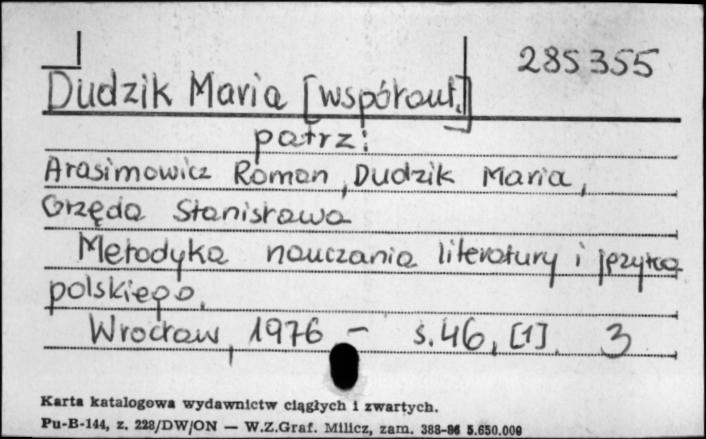 285355
Dudzik Maria [współaut.]
patrz:
Arasimowicz Roman, Dudzik Maria,
Grzęda Stanisława
Metodyka nauczania literatury i języka
polskiego.
Wrocław, 1976 – s. 46, [1]. 3
Karta katalogowa wydawnictw ciągłych i zwartych.
Pu-B-144, z. 228/DW/ON — W.Z.Graf. Milicz, zam. 388-86 5.650.000